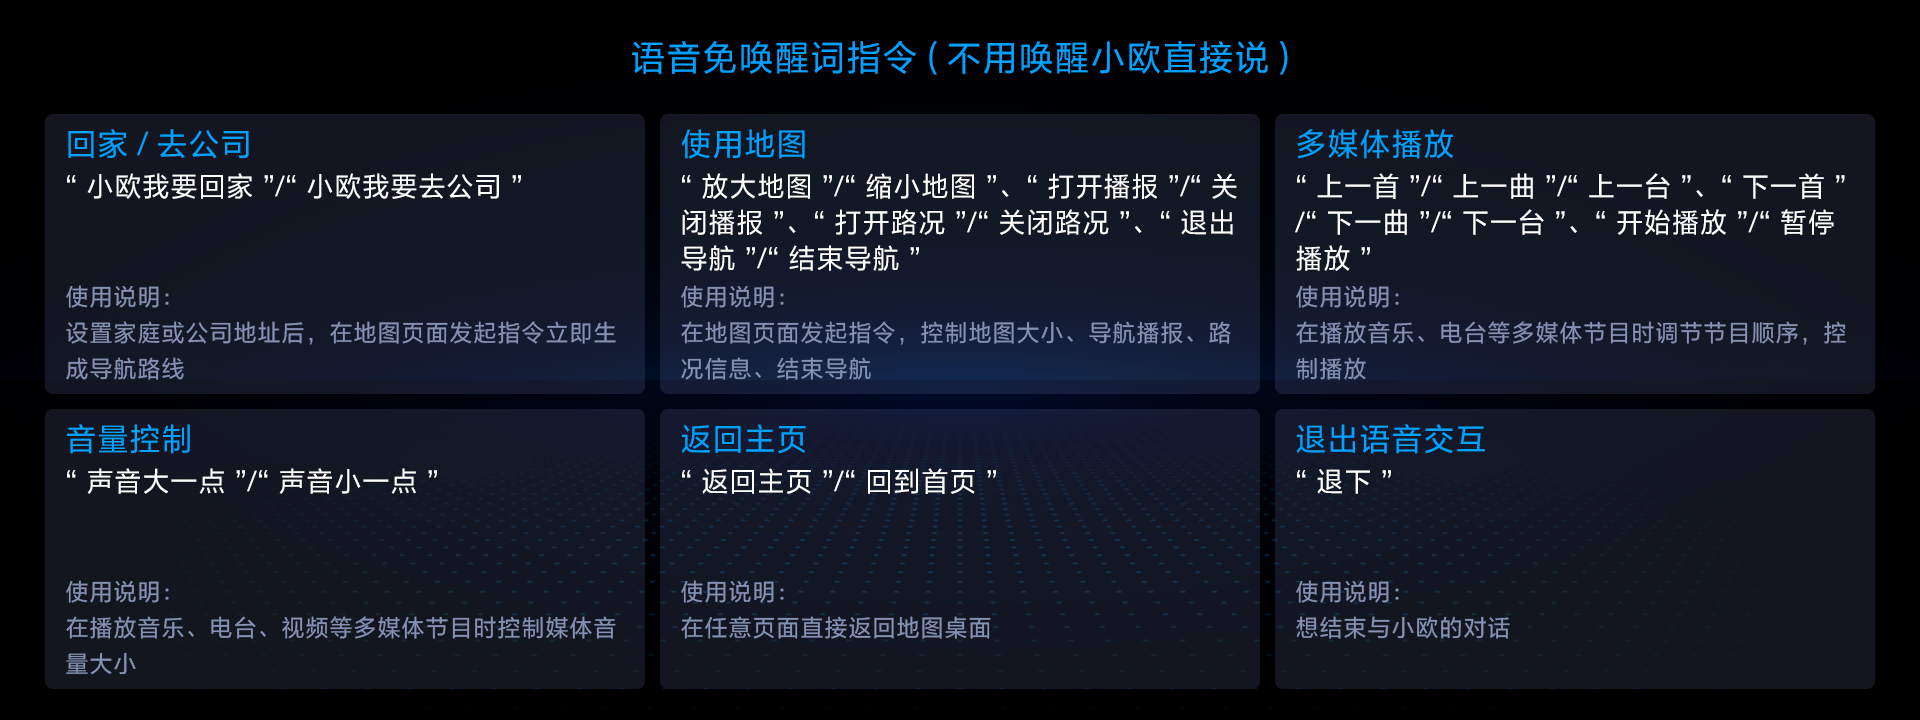 语音免唤醒词指令(不用唤醒小欧直接说)
回家 / 去公司
“ 小欧我要回家 ”/“ 小欧我要去公司 ”
使用说明：
设置家庭或公司地址后，在地图页面发起指令立即生
成导航路线
使用地图
“ 放大地图 ”/“ 缩小地图 ”、“ 打开播报 ”/“ 关
闭播报 ”、“ 打开路况 ”/“ 关闭路况 ”、“ 退出
导航 ”/“ 结束导航 ”
使用说明：
在地图页面发起指令，控制地图大小、导航播报、路
况信息、结束导航
多媒体播放
“ 上一首 ”/“ 上一曲 ”/“ 上一台 ”、“ 下一首 ”
/“ 下一曲 ”/“ 下一台 ”、“ 开始播放 ”/“ 暂停
播放 ”
使用说明：
在播放音乐、电台等多媒体节目时调节节目顺序，控
制播放
音量控制
“ 声音大一点 ”/“ 声音小一点 ”
使用说明：
在播放音乐、电台、视频等多媒体节目时控制媒体音
量大小
返回主页
“ 返回主页 ”/“ 回到首页 ”
使用说明：
在任意页面直接返回地图桌面
退出语音交互
“ 退下 ”
使用说明：
想结束与小欧的对话